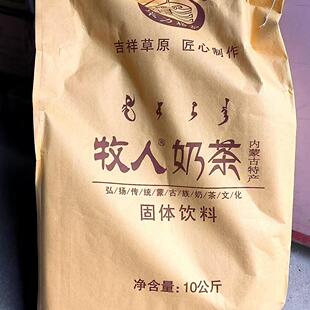 吉祥草原 匠心制作
牧人®奶茶
内蒙古特产
弘/扬/传/统/蒙/古/族/奶/茶/文/化
固体饮料
净含量:10公斤